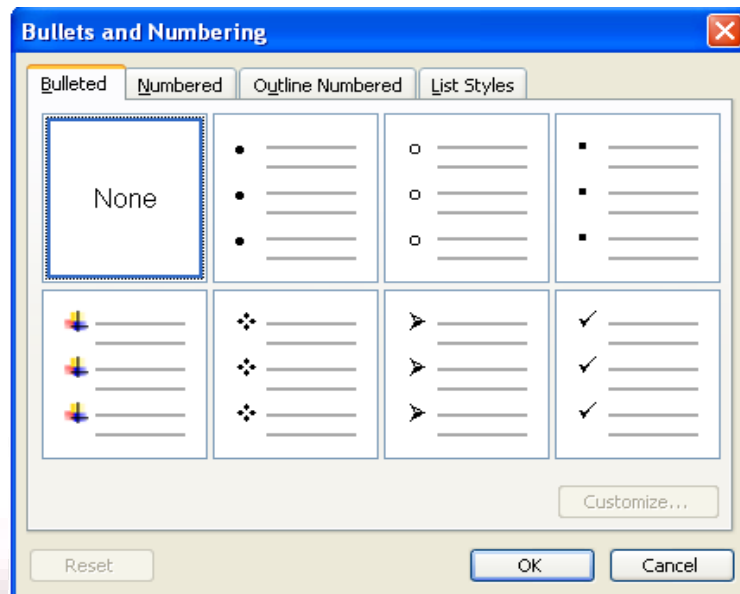 Bullets and Numbering
Bulleted Numbered Outline Numbered List Styles
None
Customize...
Reset OK Cancel